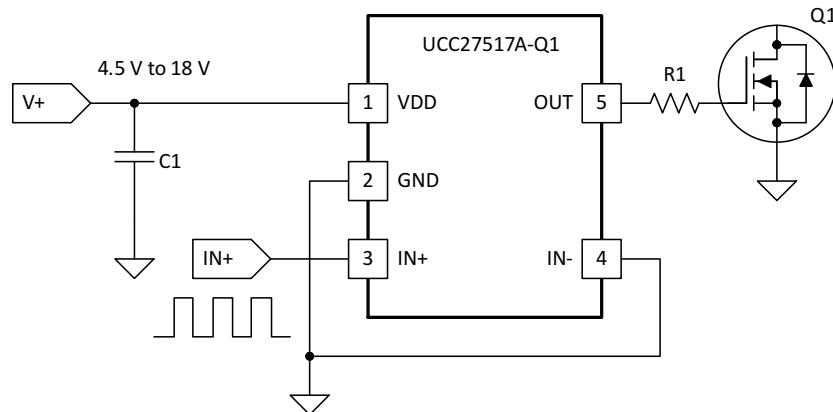 Q1
UCC27517A-Q1
4.5 V to 18 V
R1
V+
1
VDD
OUT
5
C1
2
GND
IN+
3
IN+
IN-
4